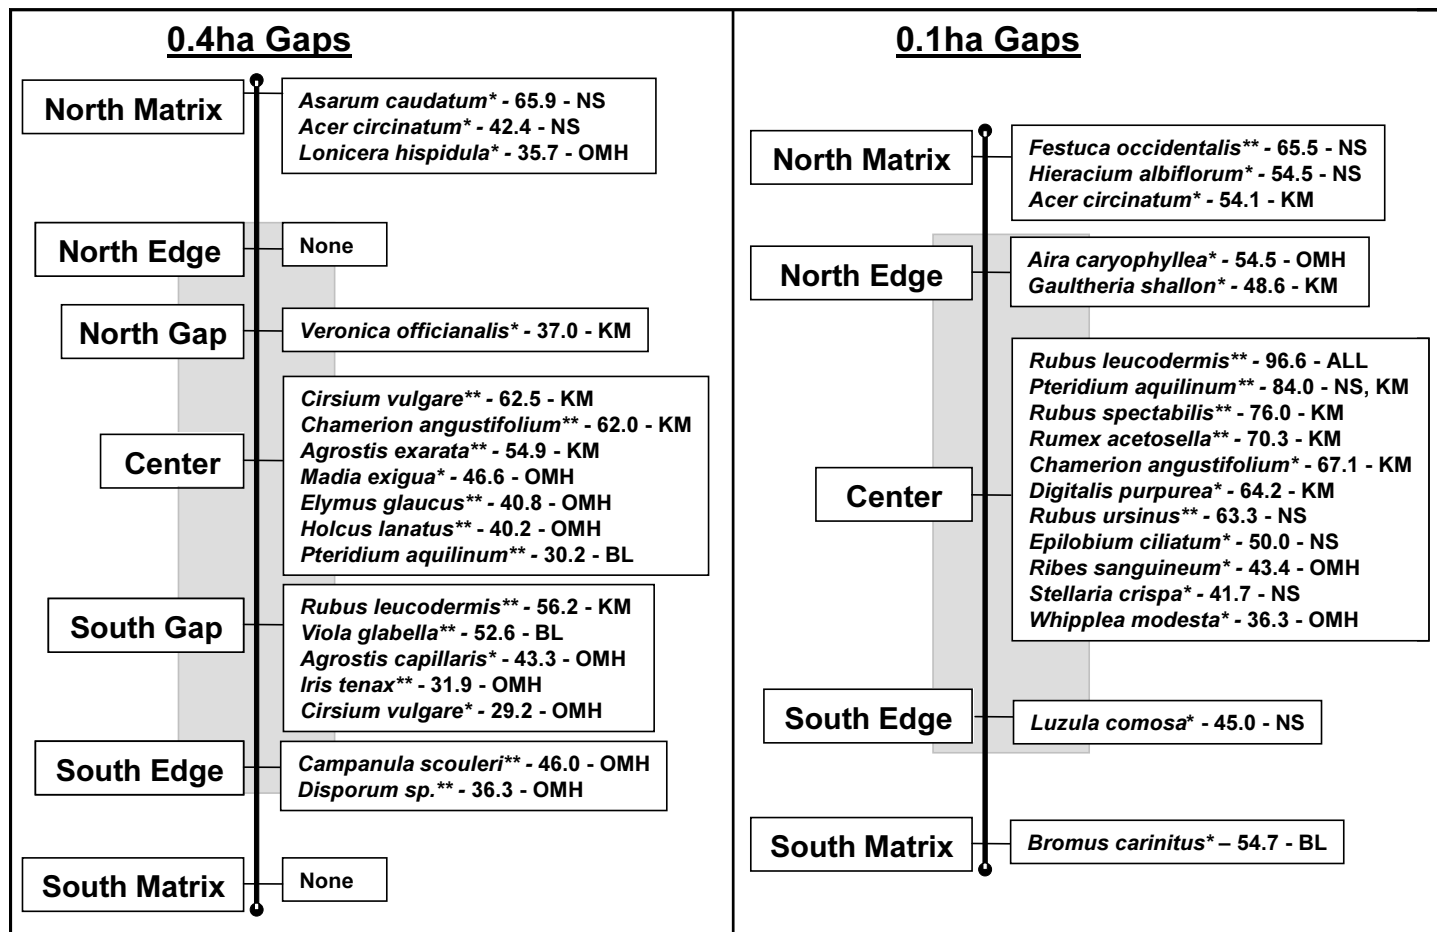 0.4ha Gaps
North Matrix
Asarum caudatum* - 65.9 - NS
Acer circinatum* - 42.4 - NS
Lonicera hispidula* - 35.7 - OMH
North Edge
None
North Gap
Veronica officianalis* - 37.0 - KM
Center
Cirsium vulgare** - 62.5 - KM
Chamerion angustifolium** - 62.0 - KM
Agrostis exarata** - 54.9 - KM
Madia exigua* - 46.6 - OMH
Elymus glaucus** - 40.8 - OMH
Holcus lanatus** - 40.2 - OMH
Pteridium aquilinum** - 30.2 - BL
South Gap
Rubus leucodermis** - 56.2 - KM
Viola glabella** - 52.6 - BL
Agrostis capillaris* - 43.3 - OMH
Iris tenax** - 31.9 - OMH
Cirsium vulgare* - 29.2 - OMH
South Edge
Campanula scouleri** - 46.0 - OMH
Disporum sp.** - 36.3 - OMH
South Matrix
None
0.1ha Gaps
North Matrix
Festuca occidentalis** - 65.5 - NS
Hieracium albiflorum* - 54.5 - NS
Acer circinatum* - 54.1 - KM
North Edge
Aira caryophyllea* - 54.5 - OMH
Gaultheria shallon* - 48.6 - KM
Center
Rubus leucodermis** - 96.6 - ALL
Pteridium aquilinum** - 84.0 - NS, KM
Rubus spectabilis** - 76.0 - KM
Rumex acetosella** - 70.3 - KM
Chamerion angustifolium* - 67.1 - KM
Digitalis purpurea* - 64.2 - KM
Rubus ursinus** - 63.3 - NS
Epilobium ciliatum* - 50.0 - NS
Ribes sanguineum* - 43.4 - OMH
Stellaria crispa* - 41.7 - NS
Whipplea modesta* - 36.3 - OMH
South Edge
Luzula comosa* - 45.0 - NS
South Matrix
Bromus carinitus* – 54.7 - BL